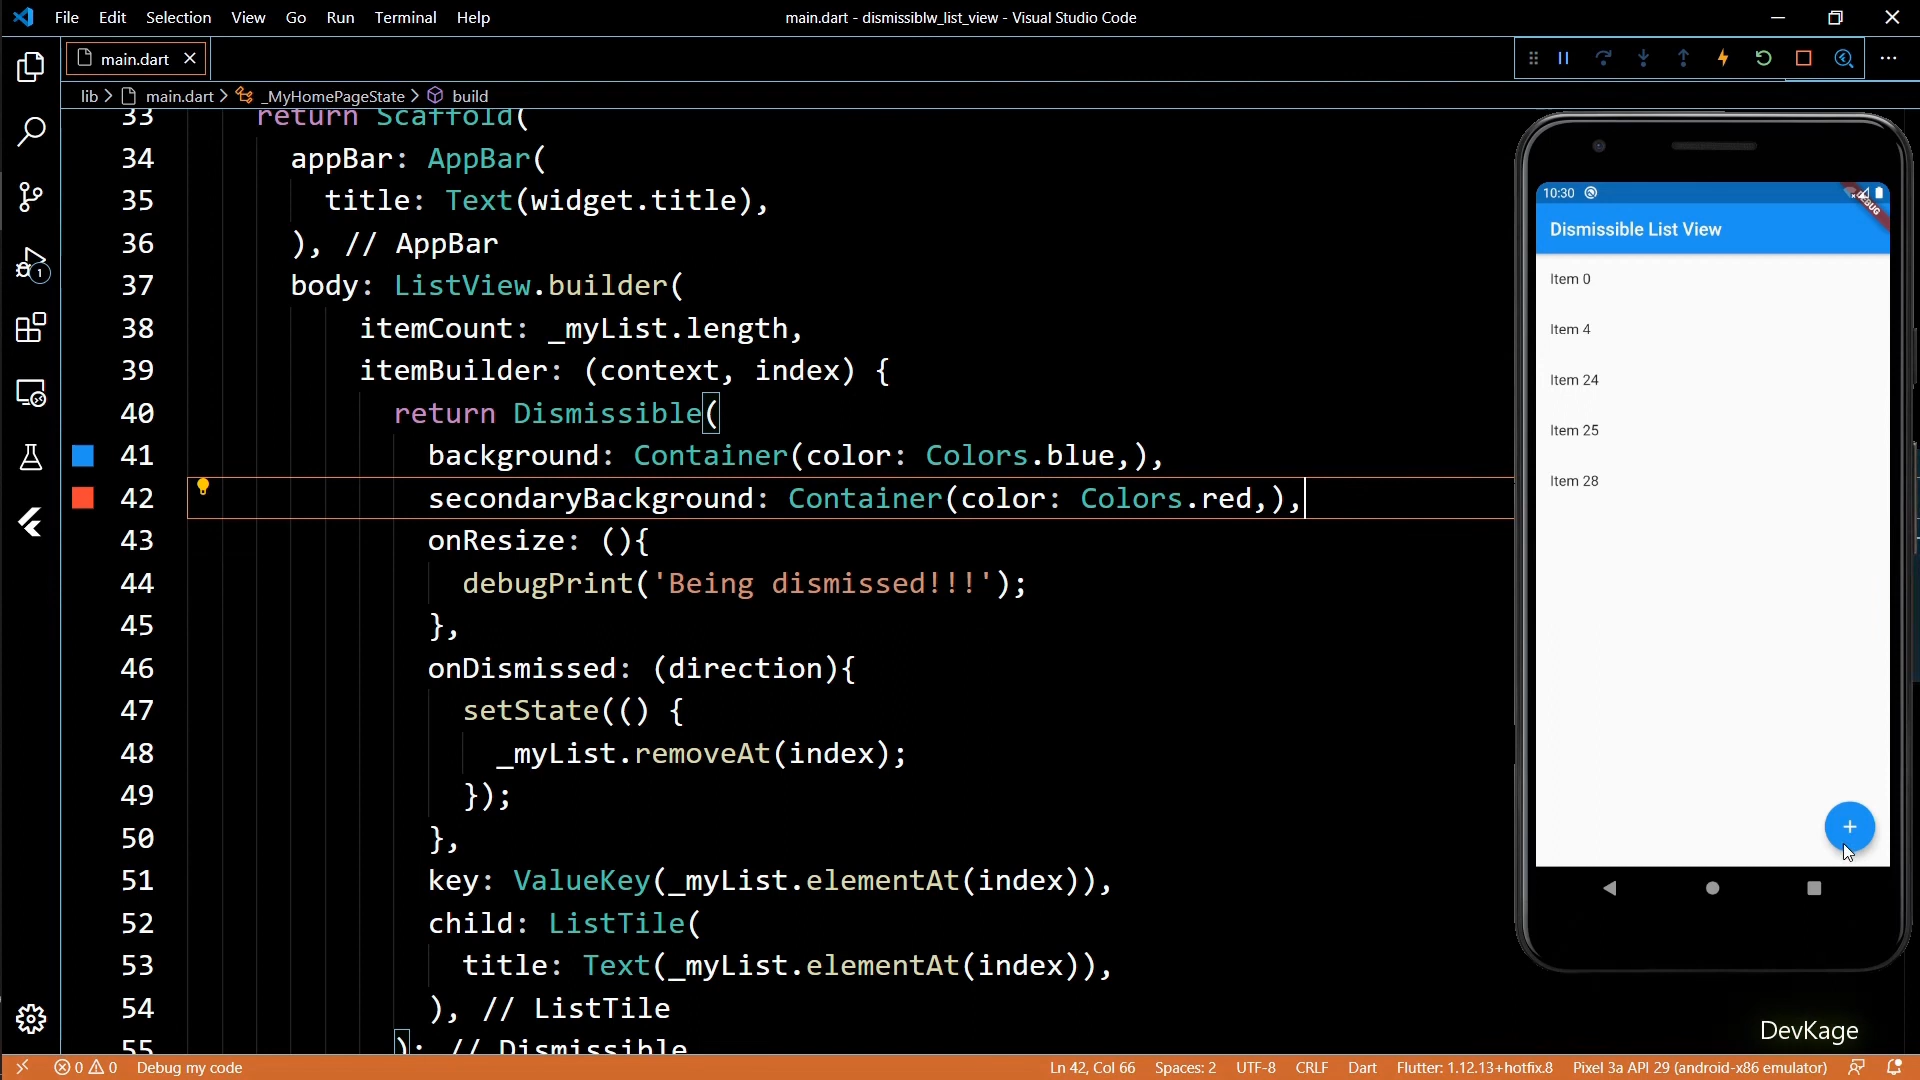 File Edit Selection View Go Run Terminal Help
main.dart - dismissiblw_list_view - Visual Studio Code
main.dart
lib > main.dart > _MyHomePageState > build
33 return Scaffold(
34 appBar: AppBar(
35 title: Text(widget.title),
36 ), // AppBar
37 body: ListView.builder(
38 itemCount: _myList.length,
39 itemBuilder: (context, index) {
40 return Dismissible(
41 background: Container(color: Colors.blue,),
42 secondaryBackground: Container(color: Colors.red,),
43 onResize: (){
44 debugPrint('Being dismissed!!!');
45 },
46 onDismissed: (direction){
47 setState(() {
48 _myList.removeAt(index);
49 });
50 },
51 key: ValueKey(_myList.elementAt(index)),
52 child: ListTile(
53 title: Text(_myList.elementAt(index)),
54 ), // ListTile
55 ); // Dismissible
1
10:30
DEBUG
Dismissible List View
Item 0
Item 4
Item 24
Item 25
Item 28
+
DevKage
0 0 Debug my code
Ln 42, Col 66 Spaces: 2 UTF-8 CRLF Dart Flutter: 1.12.13+hotfix.8 Pixel 3a API 29 (android-x86 emulator)